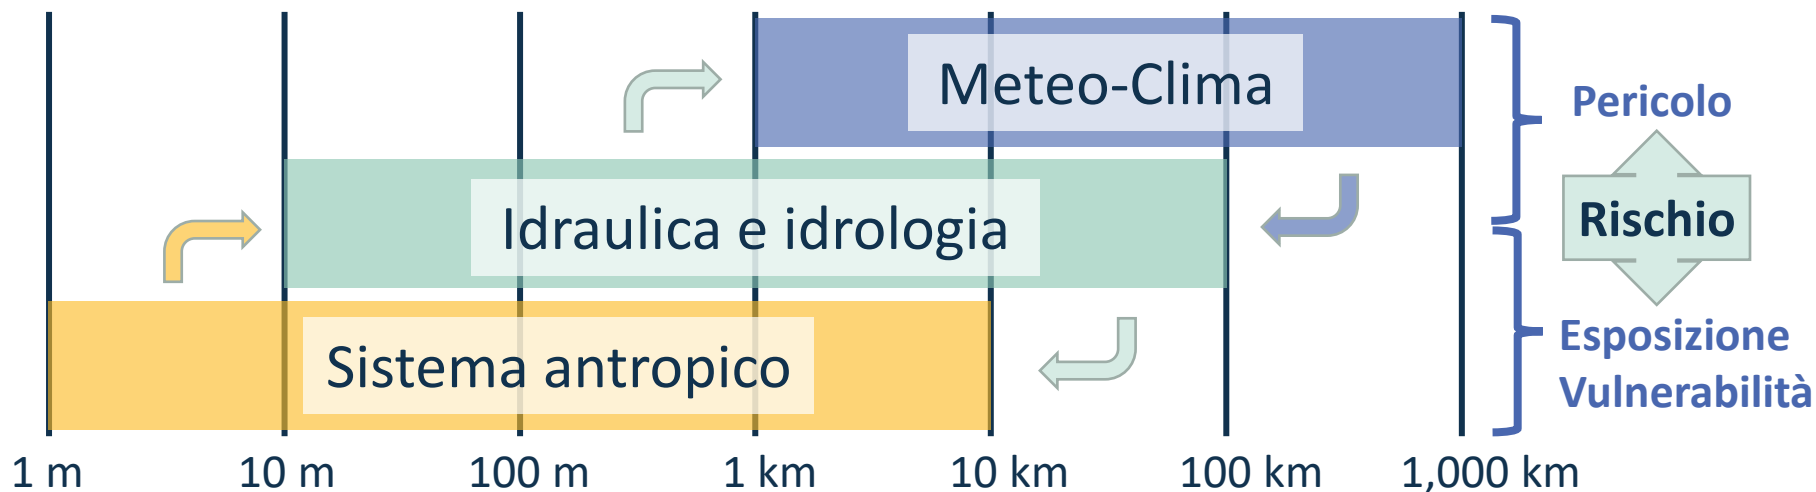 Meteo-Clima
Idraulica e idrologia
Sistema antropico
Pericolo
Rischio
Esposizione
Vulnerabilità
1 m
10 m
100 m
1 km
10 km
100 km
1,000 km